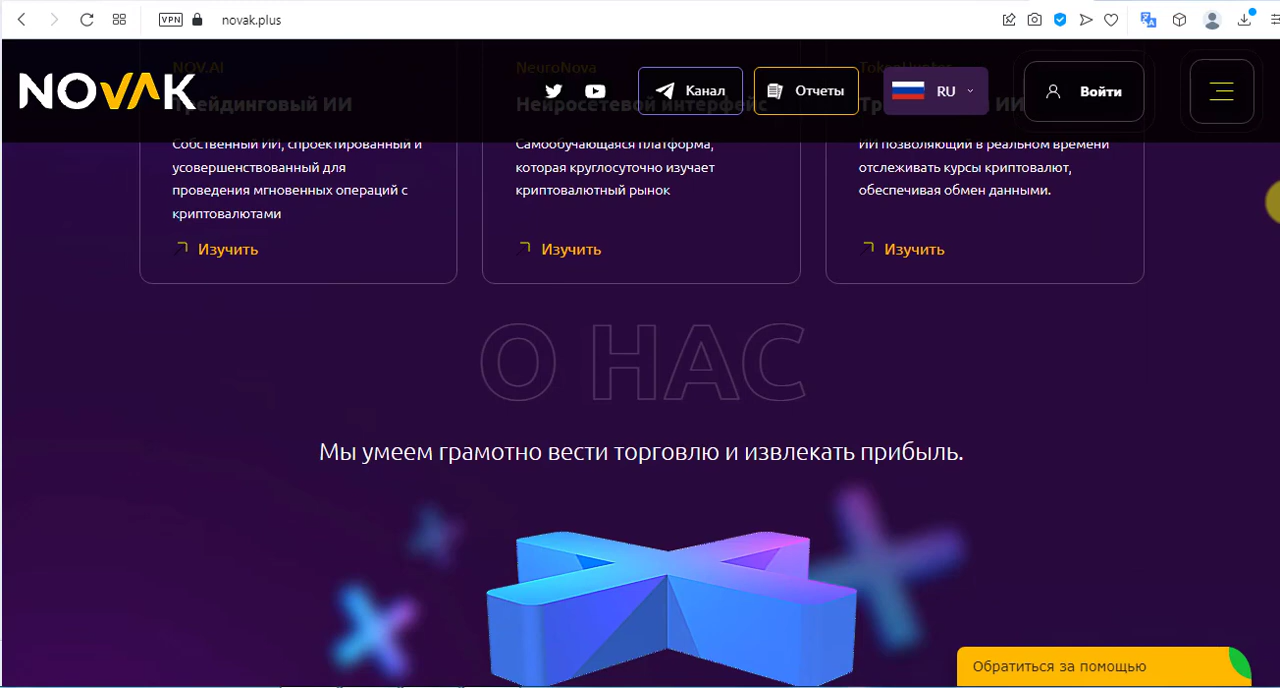 VPN
novak.plus
NOVAK
Канал
Отчеты
RU
Войти
NOV.AI
Трейдинговый ИИ
Собственный ИИ, спроектированный и
усовершенствованный для
проведения мгновенных операций с
криптовалютами
Изучить
NeuroNova
Нейросетевой интерфейс
Самообучающаяся платформа,
которая круглосуточно изучает
криптовалютный рынок
Изучить
ИИ
ИИ позволяющий в реальном времени
отслеживать курсы криптовалют,
обеспечивая обмен данными.
Изучить
О НАС
Мы умеем грамотно вести торговлю и извлекать прибыль.
Обратиться за помощью